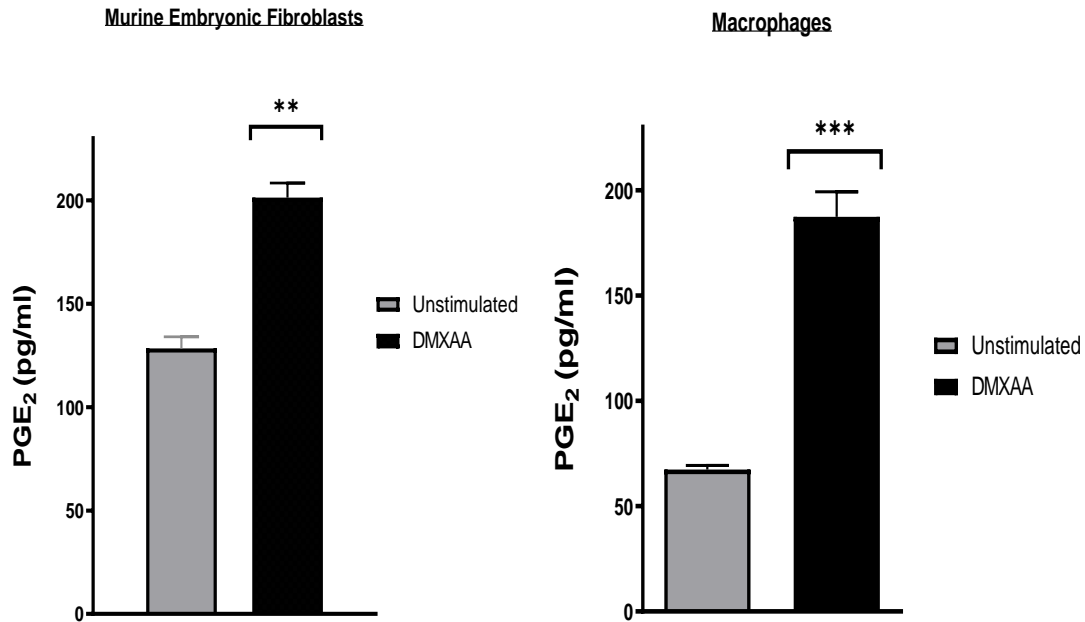 Murine Embryonic Fibroblasts
**
PGE2 (pg/ml)
200
150
100
50
0
Unstimulated
DMXAA
Macrophages
***
PGE2 (pg/ml)
200
150
100
50
0
Unstimulated
DMXAA